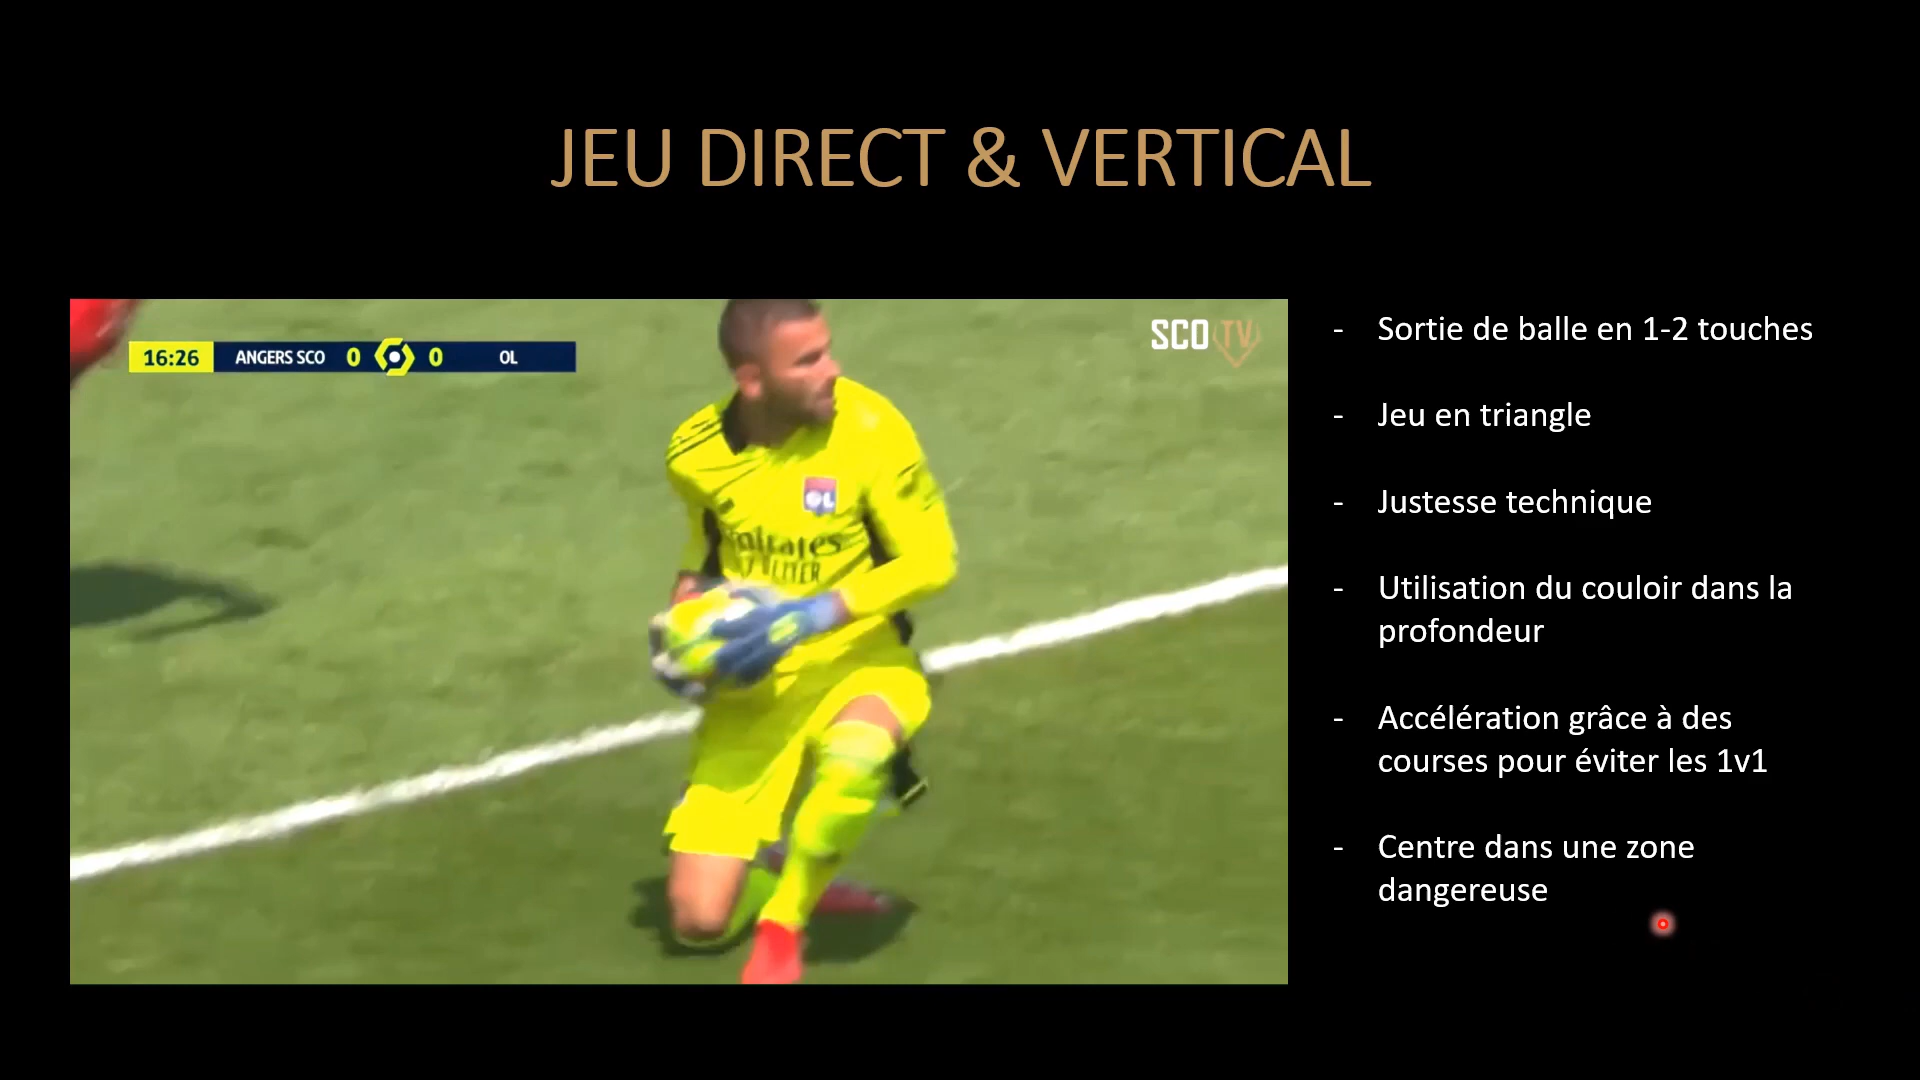 JEU DIRECT & VERTICAL
16:26 ANGERS SCO 0 0 OL
SCO TV
OL
Emirates
- Sortie de balle en 1-2 touches
- Jeu en triangle
- Justesse technique
- Utilisation du couloir dans la
profondeur
- Accélération grâce à des
courses pour éviter les 1v1
- Centre dans une zone
dangereuse